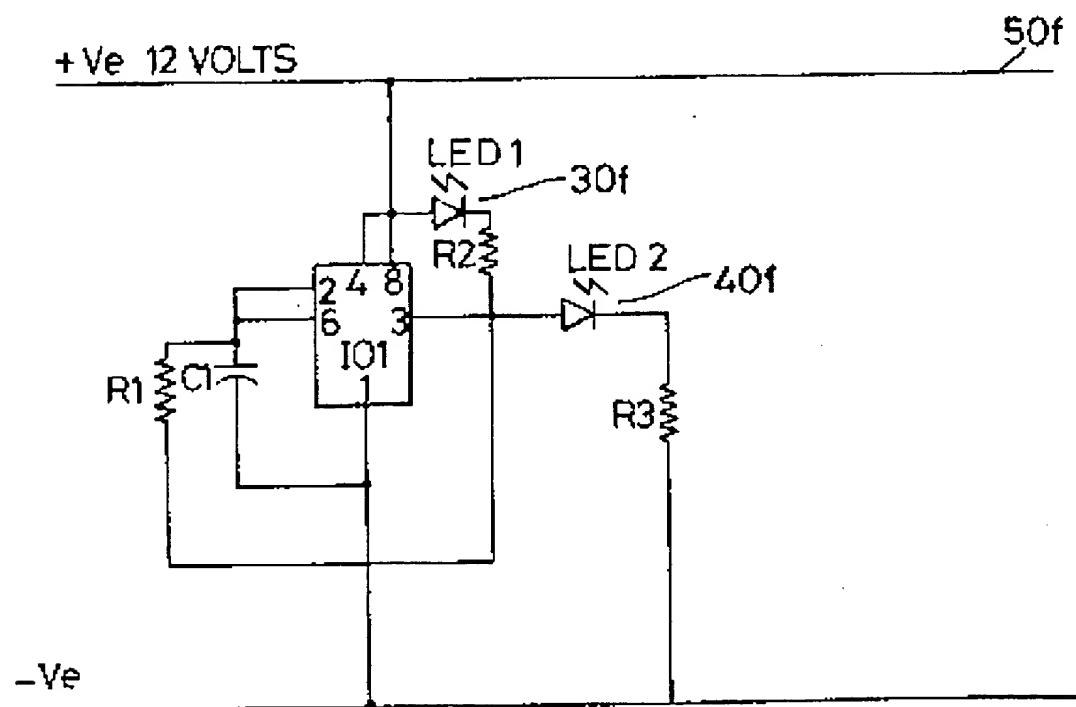 50f
+Ve 12 VOLTS
LED 1
30f
R2
LED 2
40f
4 8
2
6 3
IO1
1
R1
C1
R3
-Ve